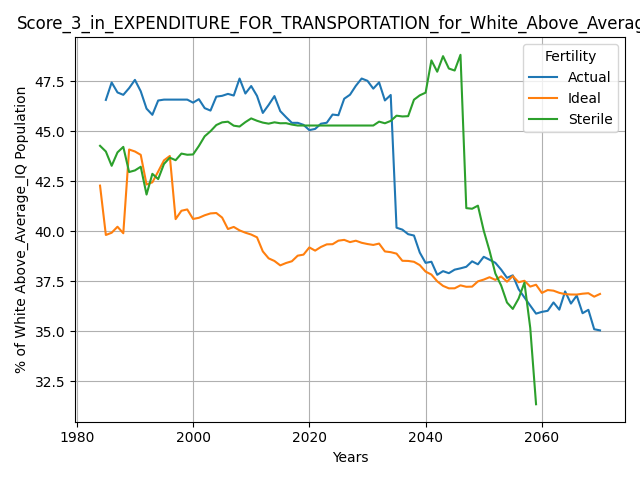 Score_3_in_EXPENDITURE_FOR_TRANSPORTATION_for_White_Above_Averag
Fertility
Actual
Ideal
Sterile
% of White Above_Average_IQ Population
47.5
45.0
42.5
40.0
37.5
35.0
32.5
1980
2000
2020
2040
2060
Years